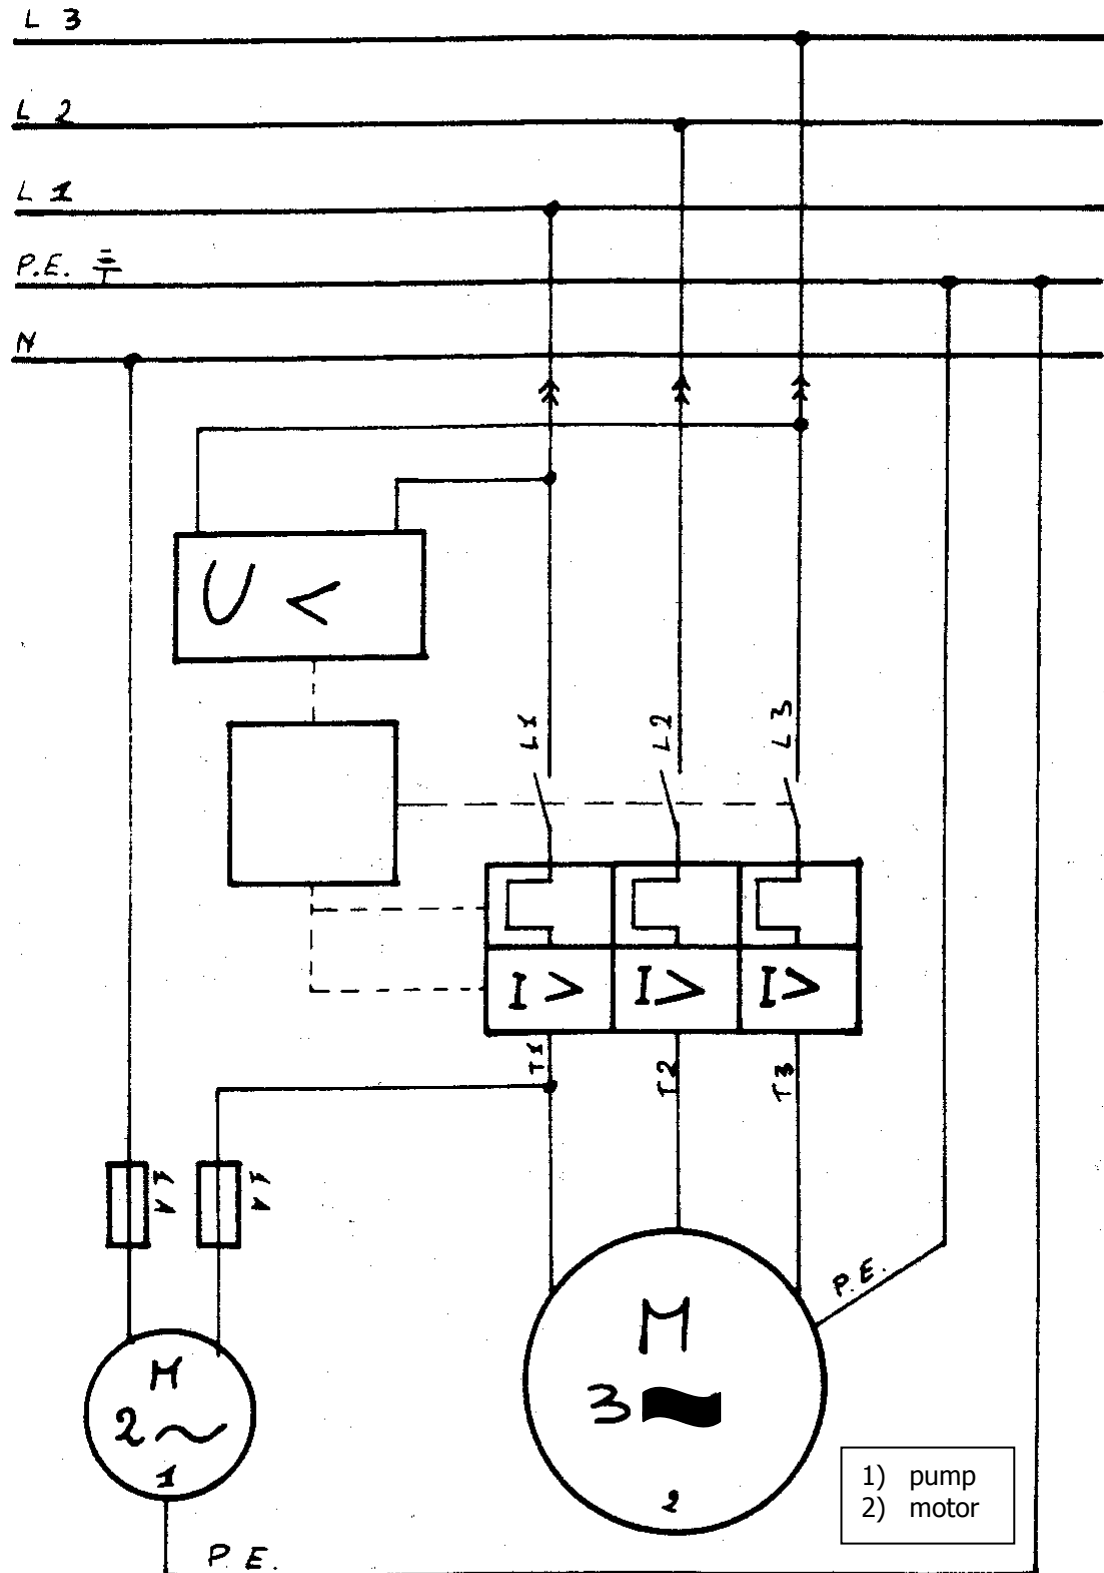 L 3
L 2
L 1
P.E.
N
U <
L1
L2
L3
I >
I >
I >
T1
T2
T3
M
2 ~
1
M
3
2
P.E.
P.E.
1) pump
2) motor